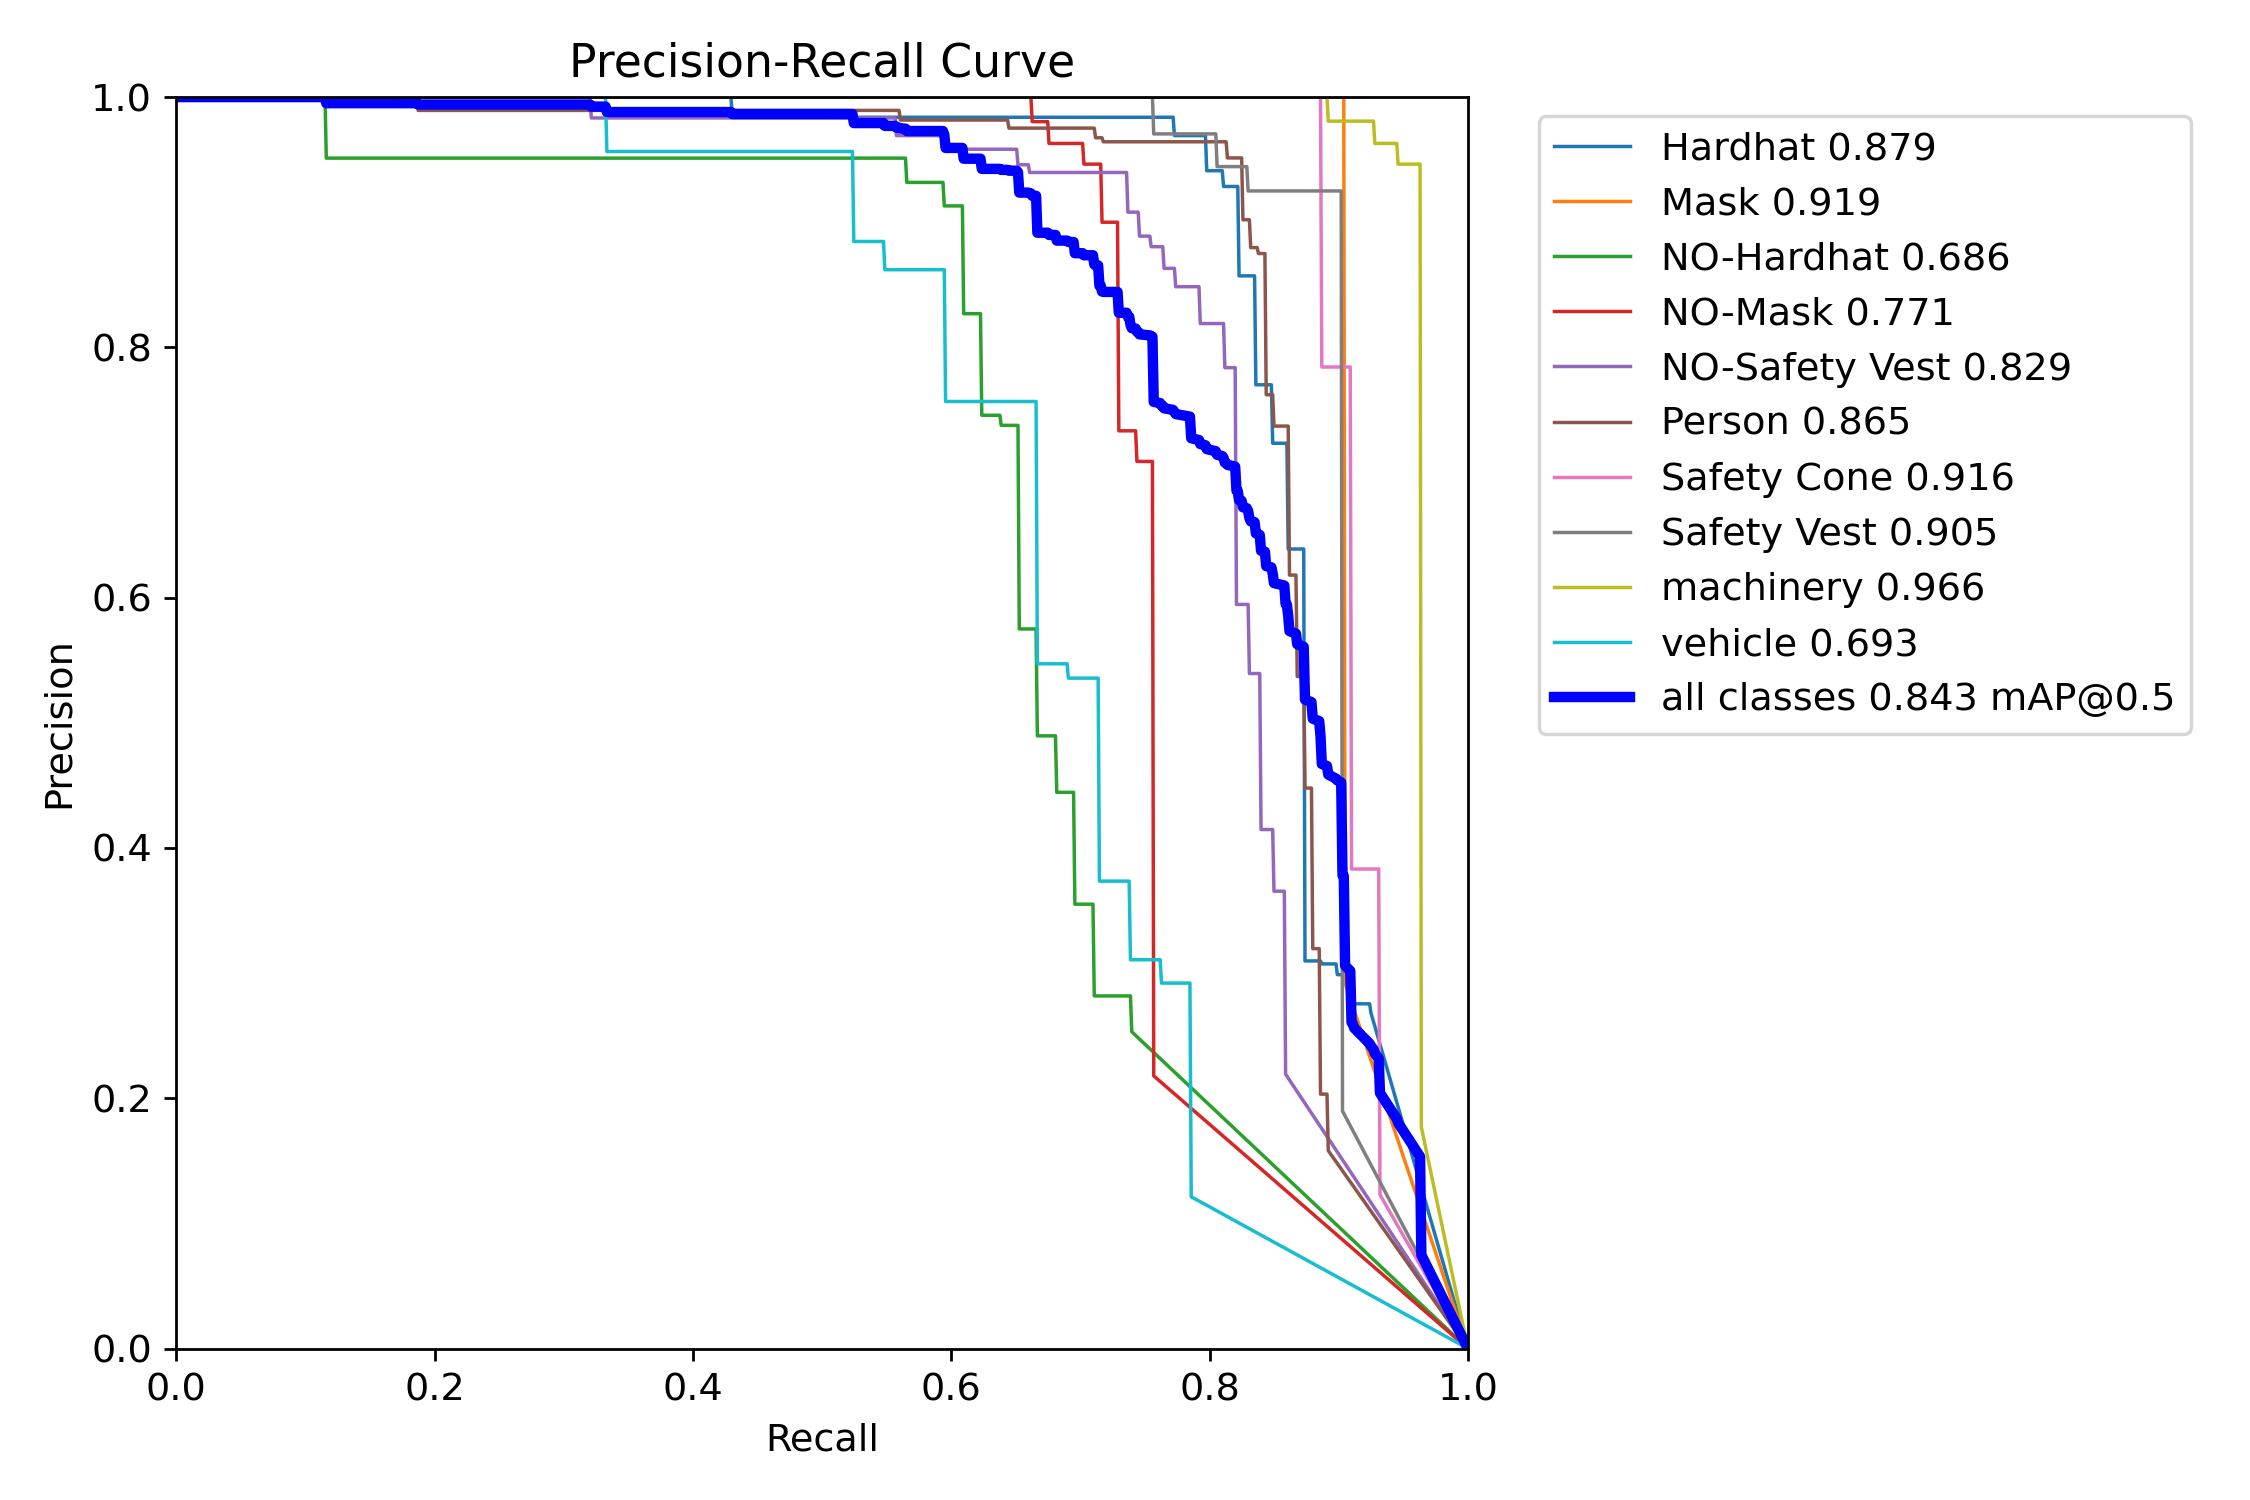 Precision-Recall Curve
1.0
0.8
0.6
0.4
0.2
0.0
Precision
0.0 0.2 0.4 0.6 0.8 1.0
Recall
Hardhat 0.879
Mask 0.919
NO-Hardhat 0.686
NO-Mask 0.771
NO-Safety Vest 0.829
Person 0.865
Safety Cone 0.916
Safety Vest 0.905
machinery 0.966
vehicle 0.693
all classes 0.843 mAP@0.5